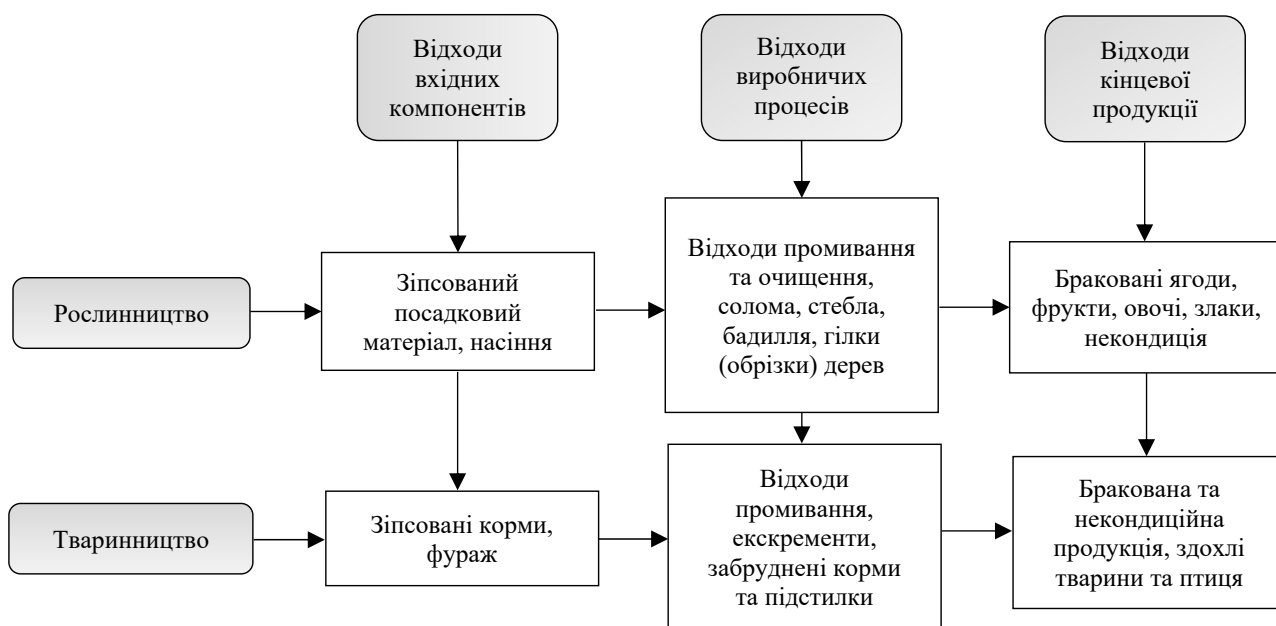 Відходи
вхідних
компонентів
Відходи
виробничих
процесів
Відходи
кінцевої
продукції
Рослинництво
Зіпсований
посадковий
матеріал, насіння
Відходи промивання
та очищення,
солома, стебла,
бадилля, гілки
(обрізки) дерев
Браковані ягоди,
фрукти, овочі, злаки,
некондиція
Тваринництво
Зіпсовані корми,
фураж
Відходи
промивання,
екскременти,
забруднені корми
та підстилки
Бракована та
некондиційна
продукція, здохлі
тварини та птиця